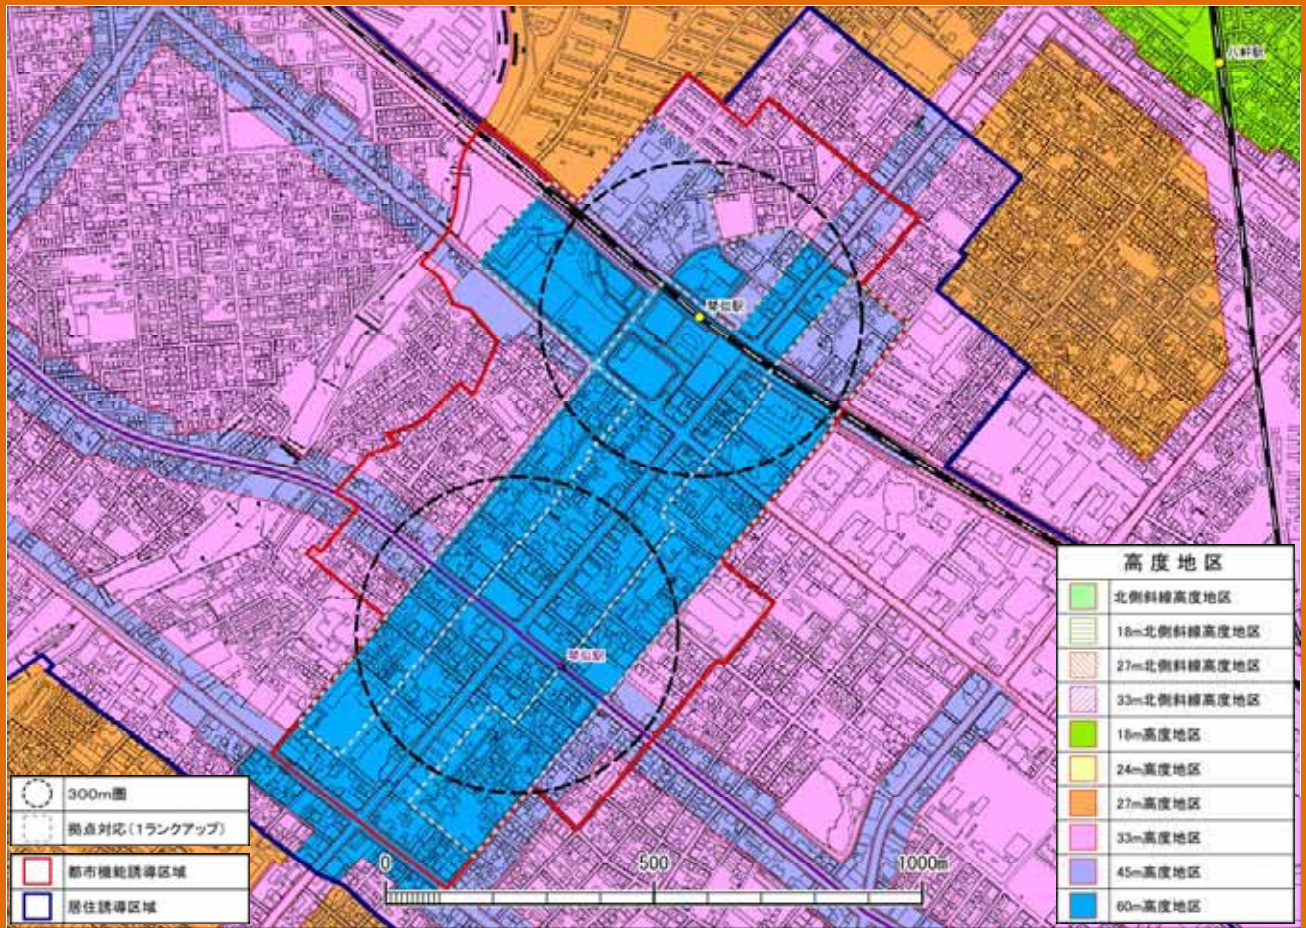 八軒駅
琴似駅
琴似駅
高度地区
北側斜線高度地区
18m北側斜線高度地区
27m北側斜線高度地区
33m北側斜線高度地区
18m高度地区
24m高度地区
27m高度地区
33m高度地区
45m高度地区
60m高度地区
300m圏
拠点対応(1ランクアップ)
都市機能誘導区域
居住誘導区域
0 500 1000m